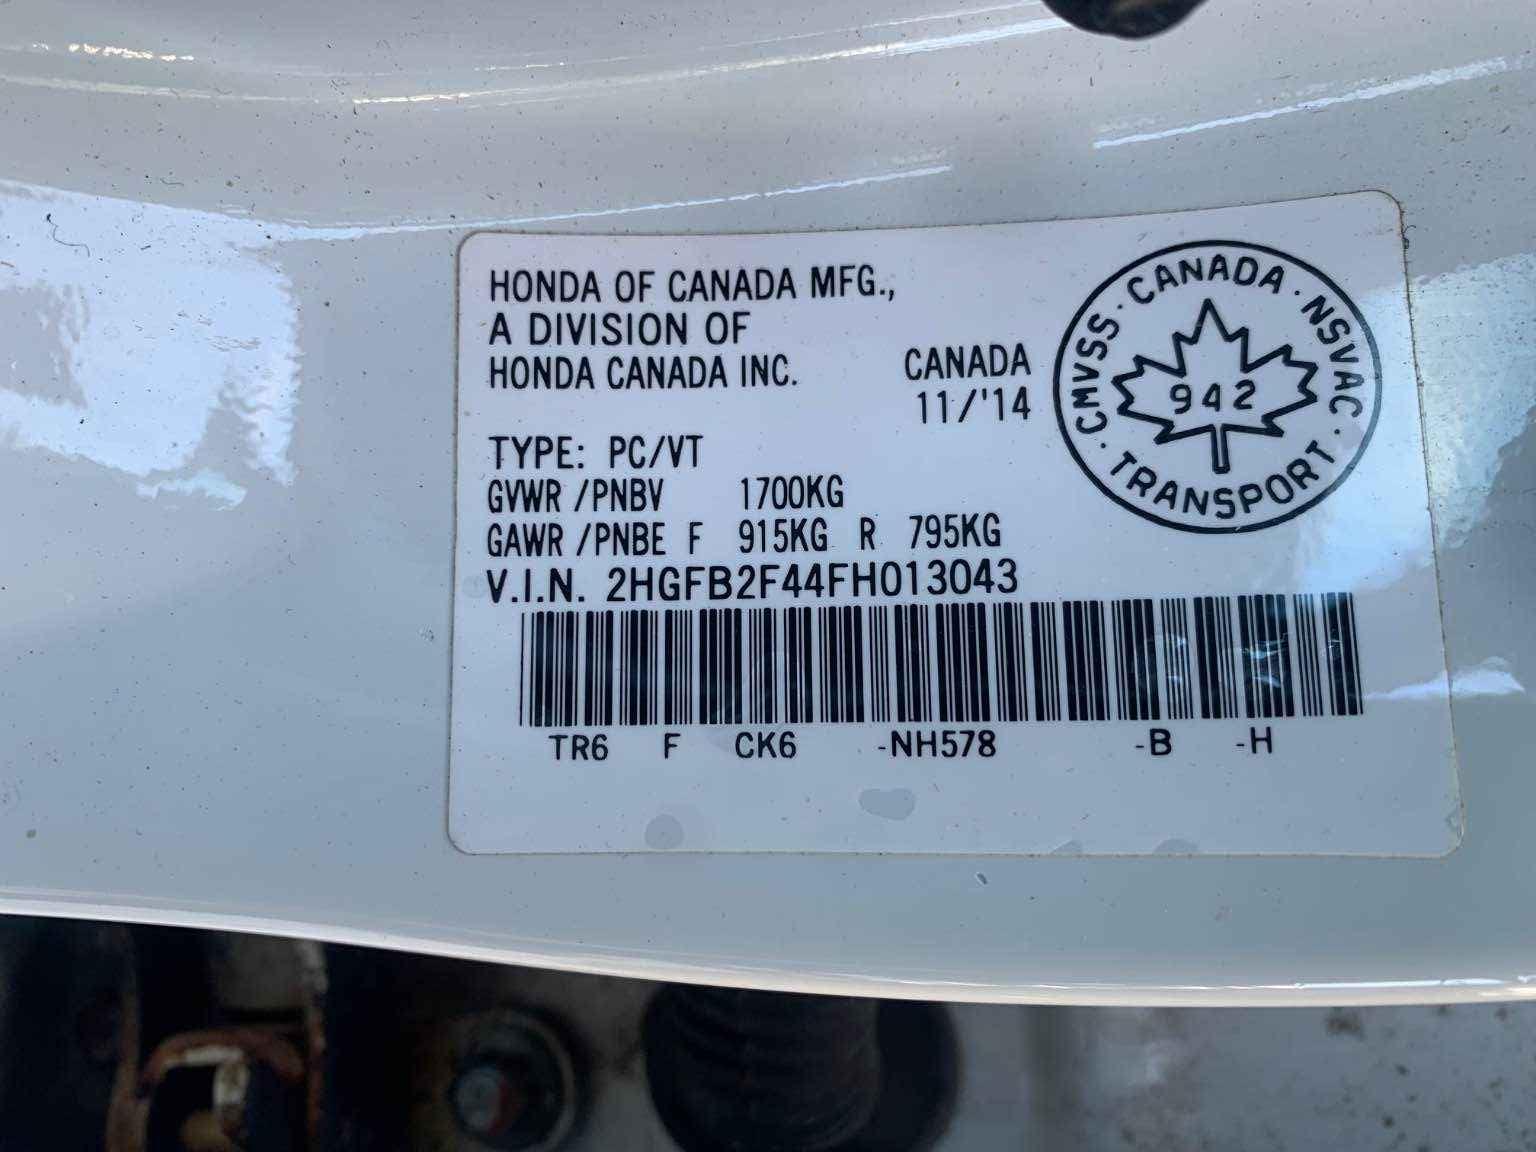 HONDA OF CANADA MFG.,
A DIVISION OF
HONDA CANADA INC.
CANADA
11/'14
CMVSS · CANADA · NSVAC · TRANSPORT ·
942
TYPE: PC/VT
GVWR /PNBV 1700KG
GAWR /PNBE F 915KG R 795KG
V.I.N. 2HGFB2F44FH013043
TR6 F CK6 -NH578 -B -H